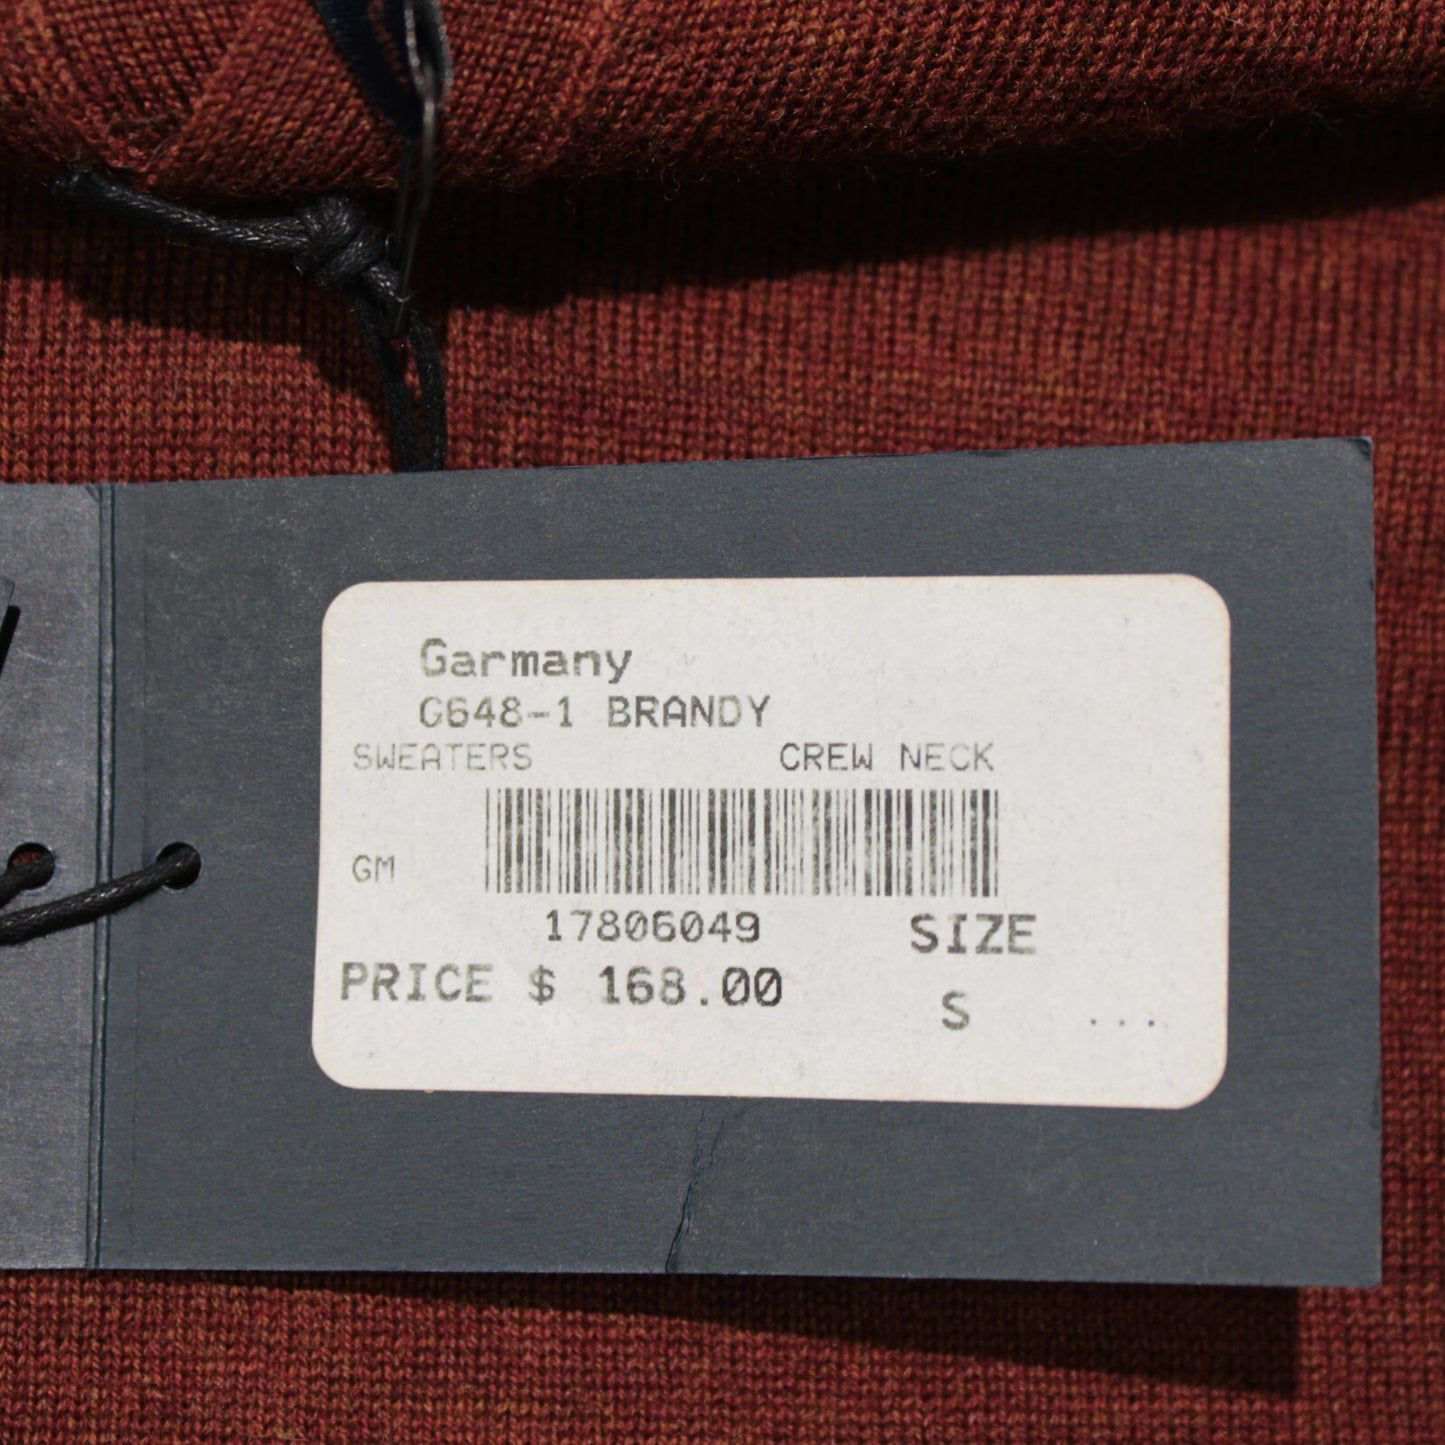 Garmany
G648-1 BRANDY
SWEATERS CREW NECK
GM
17806049 SIZE
PRICE $ 168.00
S ...